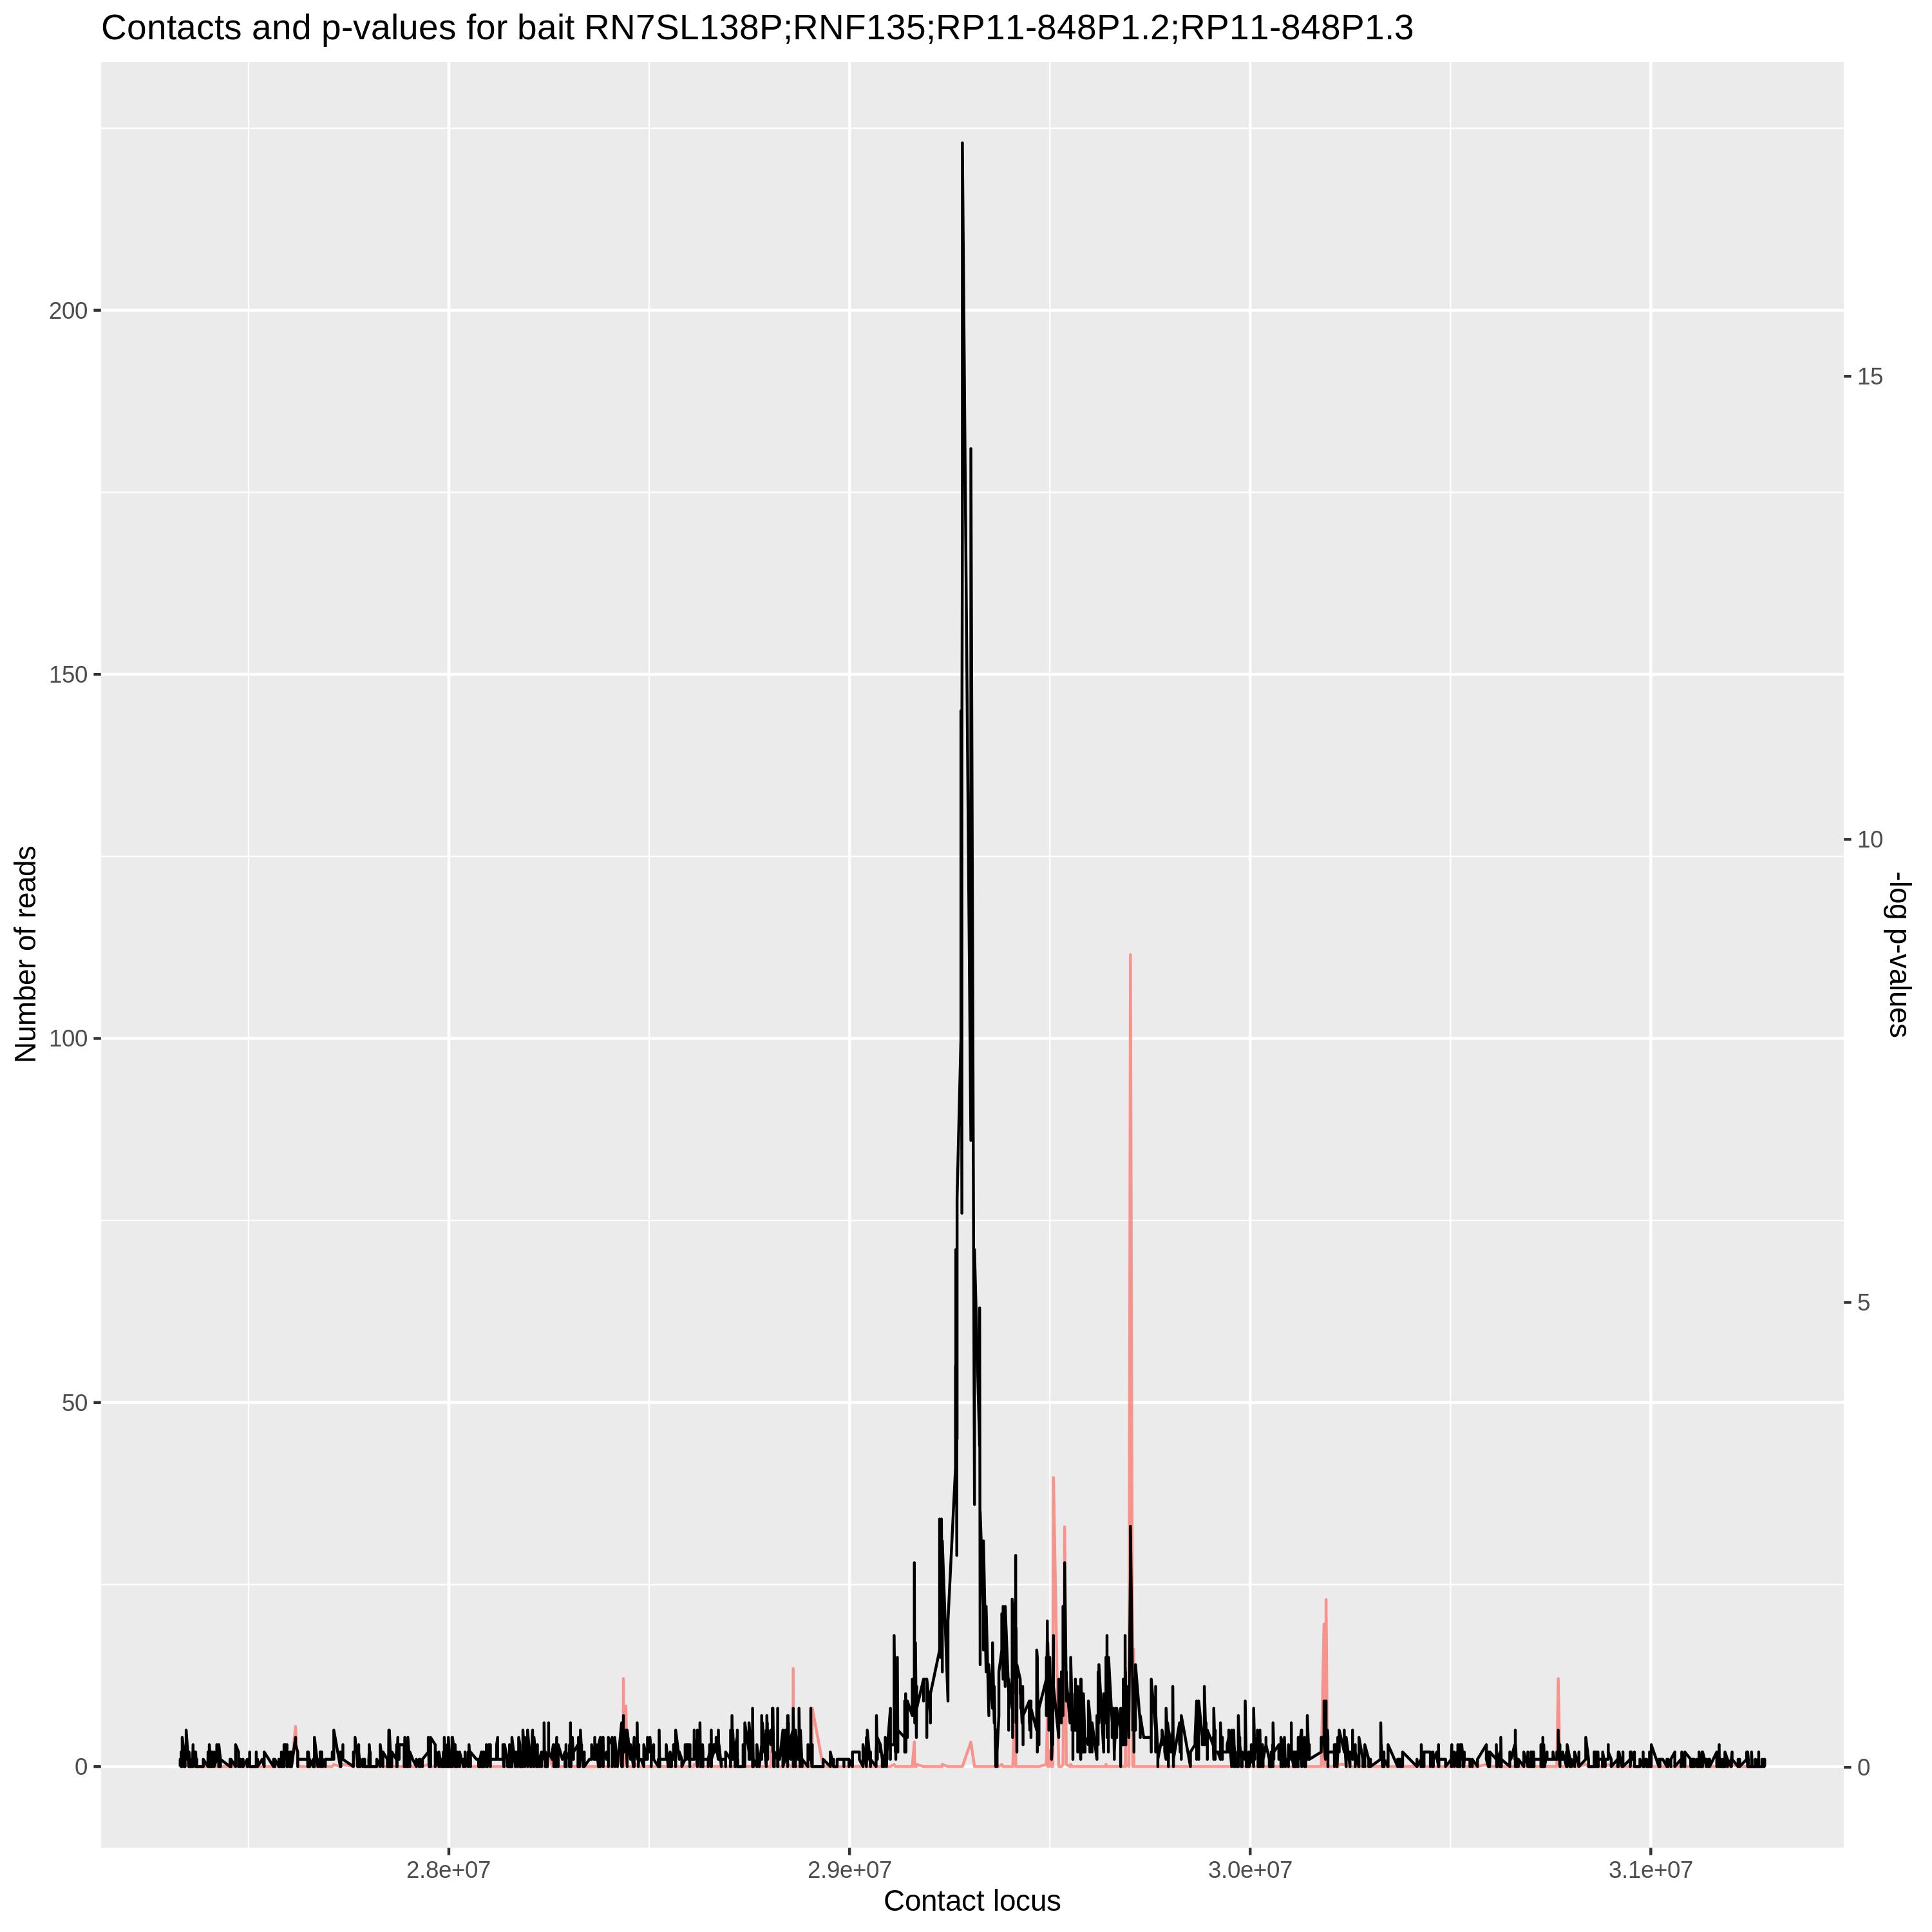 Contacts and p-values for bait RN7SL138P;RNF135;RP11-848P1.2;RP11-848P1.3
200
150
100
50
0
Number of reads
15
10
5
0
-log p-values
2.8e+07 2.9e+07 3.0e+07 3.1e+07
Contact locus